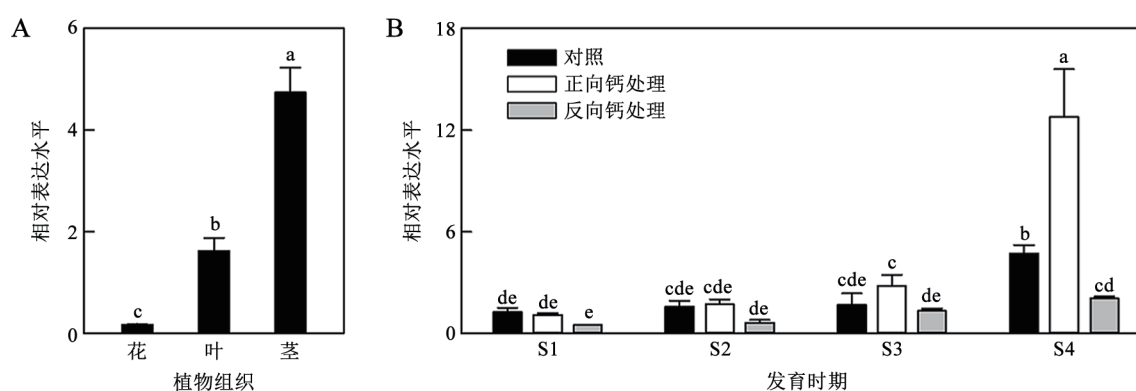 A
相对表达水平
6
4
2
0
a
b
c
花 叶 茎
植物组织
B
相对表达水平
18
12
6
0
对照
正向钙处理
反向钙处理
de de e
cde cde de
cde c de
b a cd
S1 S2 S3 S4
发育时期